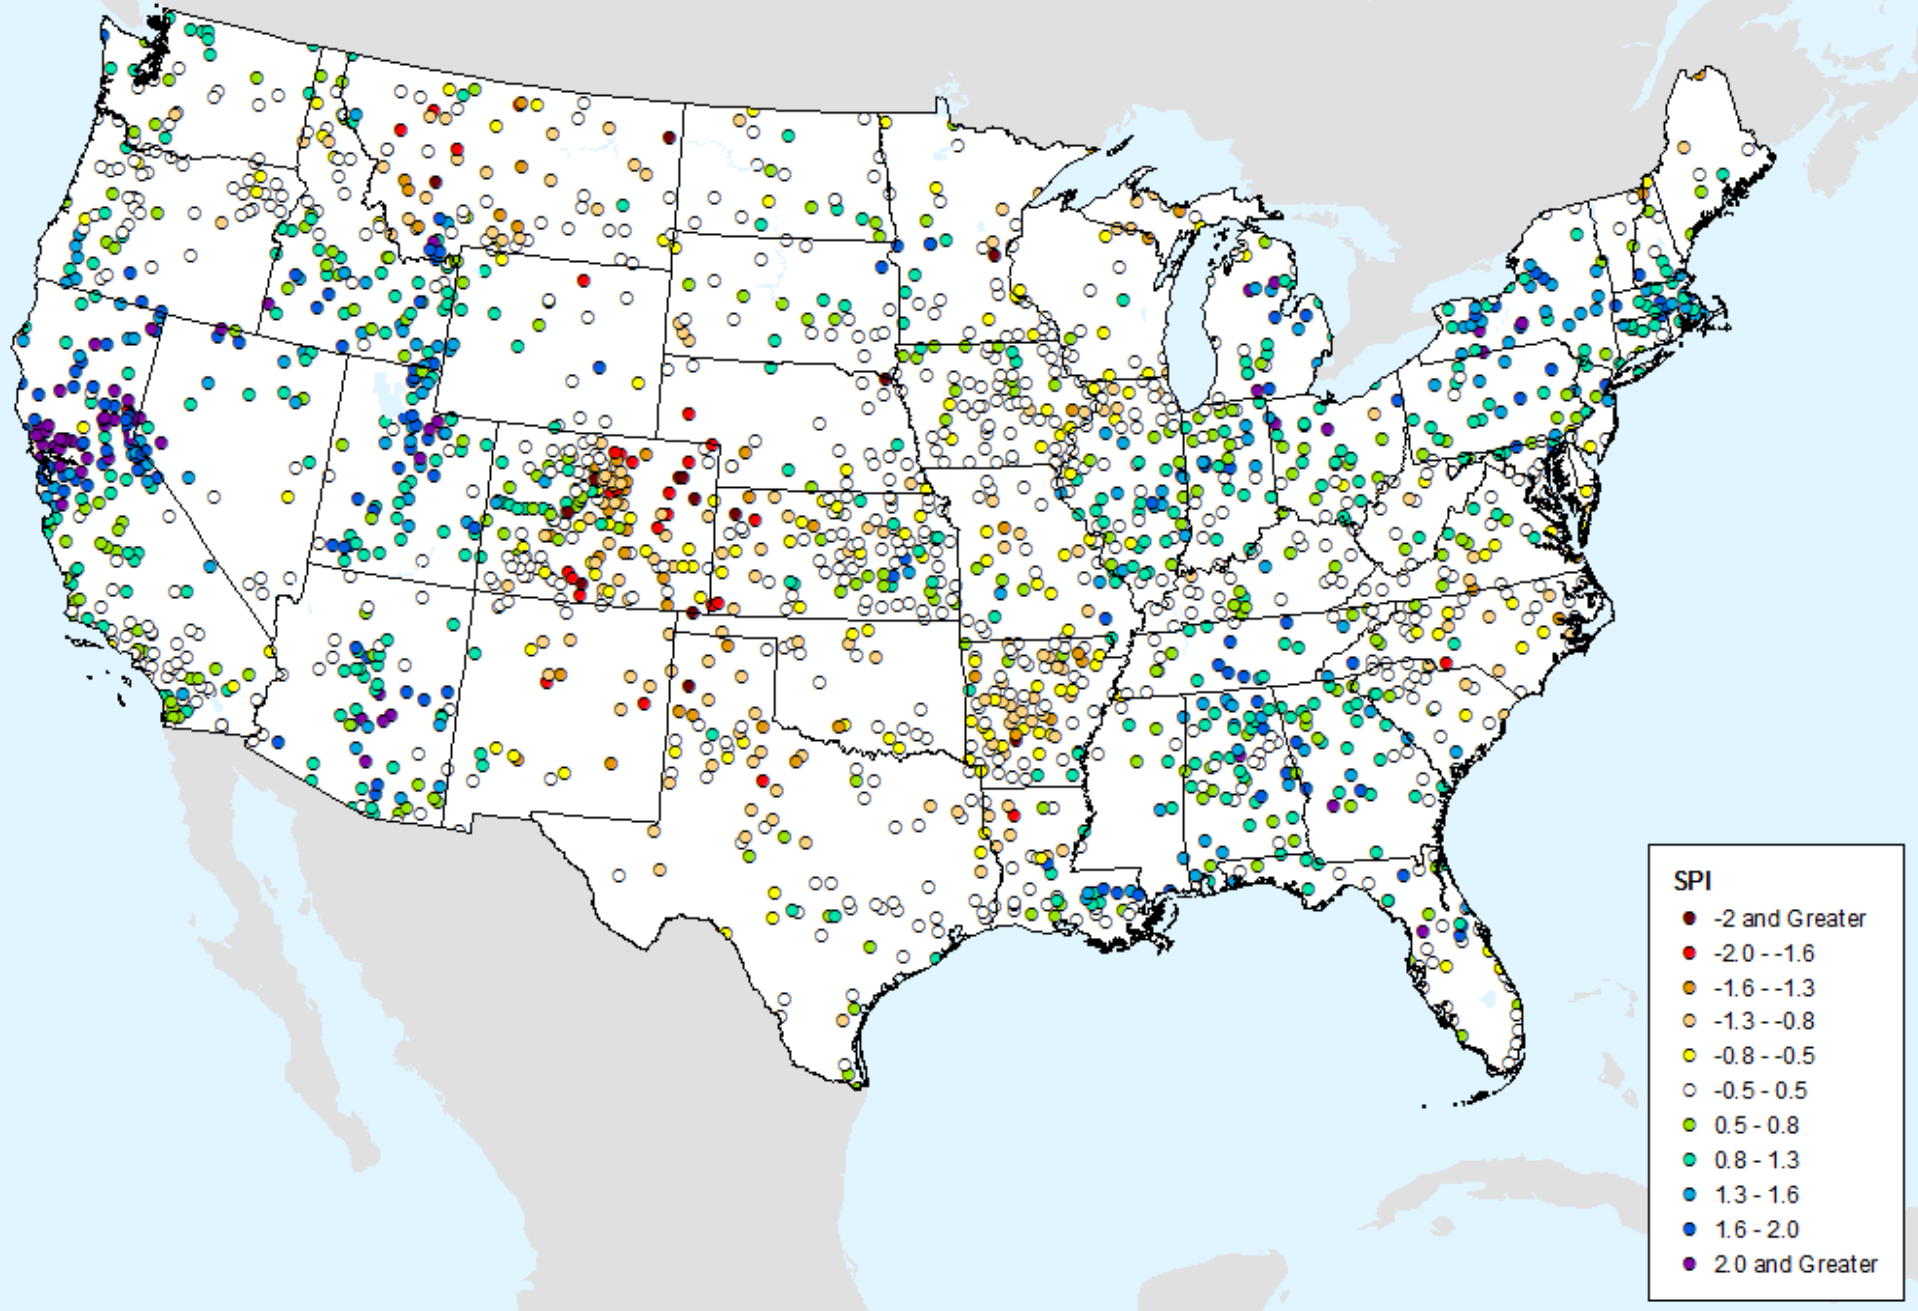 SPI
-2 and Greater
-2.0 - -1.6
-1.6 - -1.3
-1.3 - -0.8
-0.8 - -0.5
-0.5 - 0.5
0.5 - 0.8
0.8 - 1.3
1.3 - 1.6
1.6 - 2.0
2.0 and Greater